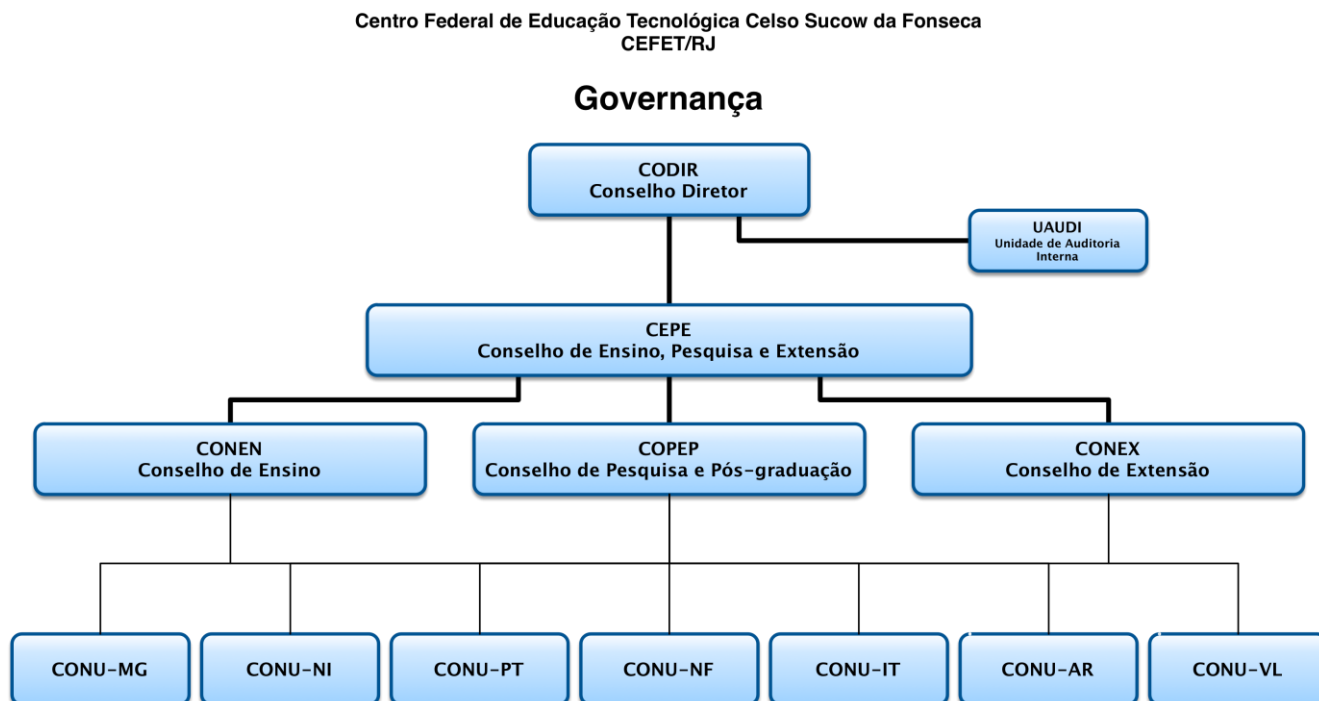 Centro Federal de Educação Tecnológica Celso Sucow da Fonseca
CEFET/RJ
Governança
CODIR
Conselho Diretor
UAUDI
Unidade de Auditoria
Interna
CEPE
Conselho de Ensino, Pesquisa e Extensão
CONEN
Conselho de Ensino
COPEP
Conselho de Pesquisa e Pós-graduação
CONEX
Conselho de Extensão
CONU-MG
CONU-NI
CONU-PT
CONU-NF
CONU-IT
CONU-AR
CONU-VL